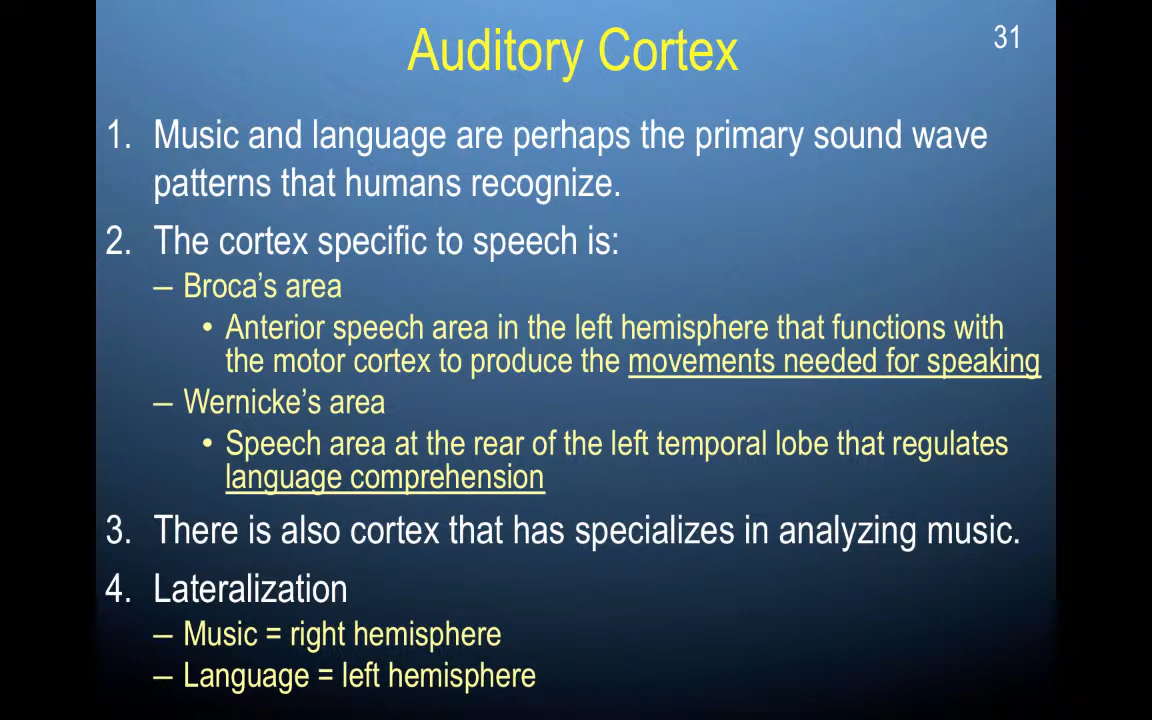 Auditory Cortex
31
1. Music and language are perhaps the primary sound wave
patterns that humans recognize.
2. The cortex specific to speech is:
– Broca’s area
• Anterior speech area in the left hemisphere that functions with
the motor cortex to produce the movements needed for speaking
– Wernicke’s area
• Speech area at the rear of the left temporal lobe that regulates
language comprehension
3. There is also cortex that has specializes in analyzing music.
4. Lateralization
– Music = right hemisphere
– Language = left hemisphere